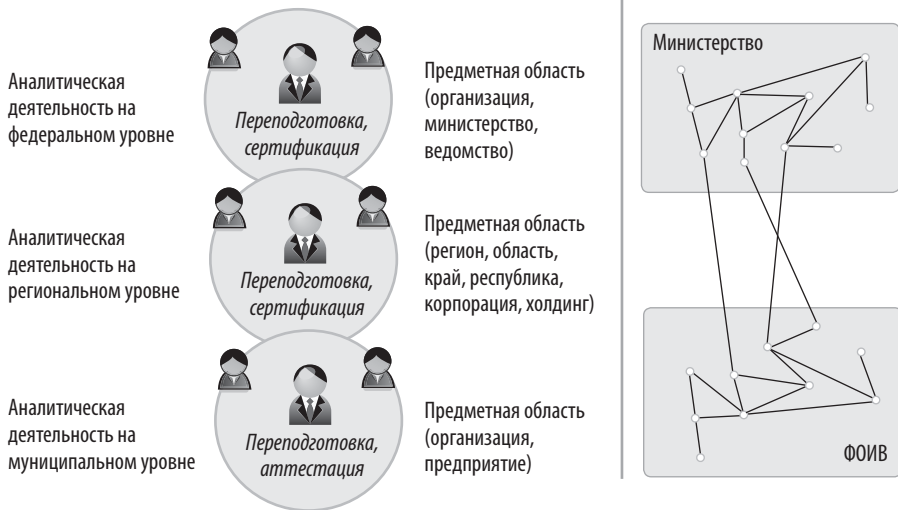 Аналитическая
деятельность на
федеральном уровне
Переподготовка,
сертификация
Предметная область
(организация,
министерство,
ведомство)
Аналитическая
деятельность на
региональном уровне
Переподготовка,
сертификация
Предметная область
(регион, область,
край, республика,
корпорация, холдинг)
Аналитическая
деятельность на
муниципальном уровне
Переподготовка,
аттестация
Предметная область
(организация,
предприятие)
Министерство
ФОИВ